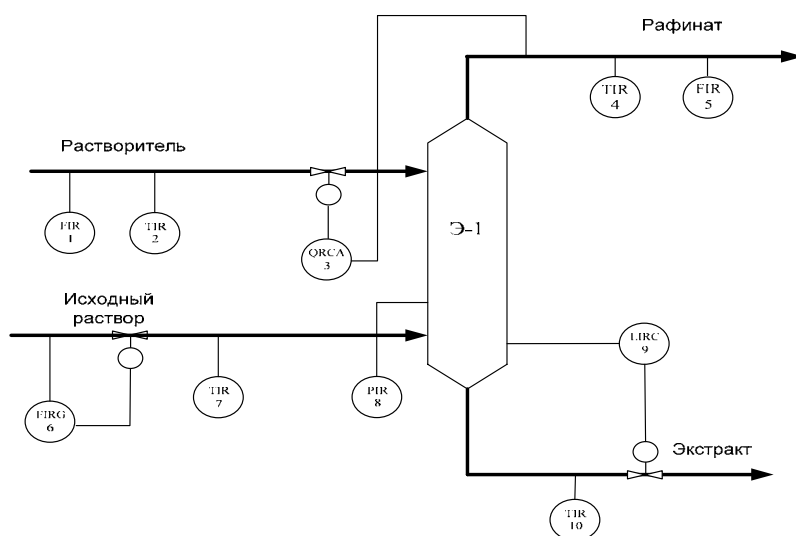 Рафинат
TIR
4
FIR
5
Растворитель
FIR
1
TIR
2
QRCA
3
Э-1
Исходный
раствор
FIRG
6
TIR
7
PIR
8
LIRC
9
Экстракт
TIR
10